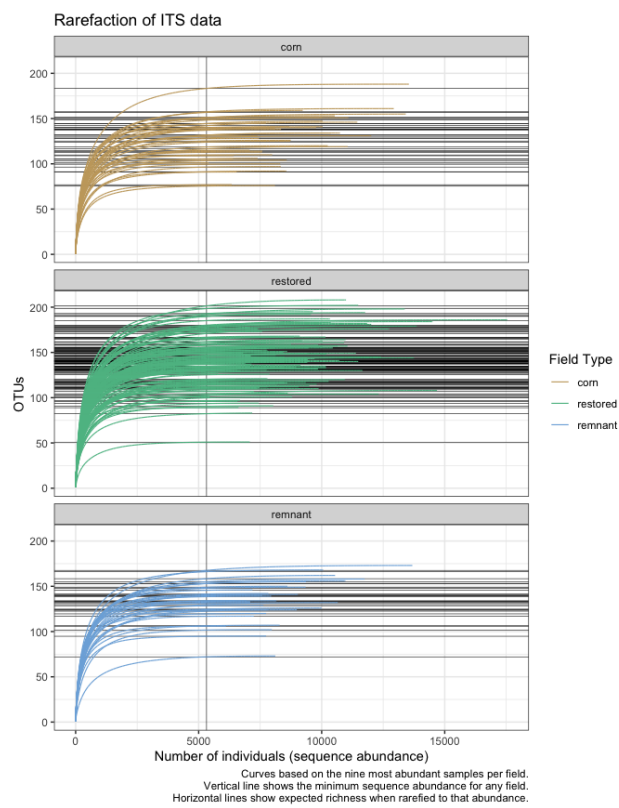 Rarefaction of ITS data
corn
200
150
100
50
0
restored
200
150
100
50
0
OTUs
remnant
200
150
100
50
0
0 5000 10000 15000
Number of individuals (sequence abundance)
Field Type
corn
restored
remnant
Curves based on the nine most abundant samples per field.
Vertical line shows the minimum sequence abundance for any field.
Horizontal lines show expected richness when rarefied to that abundance.